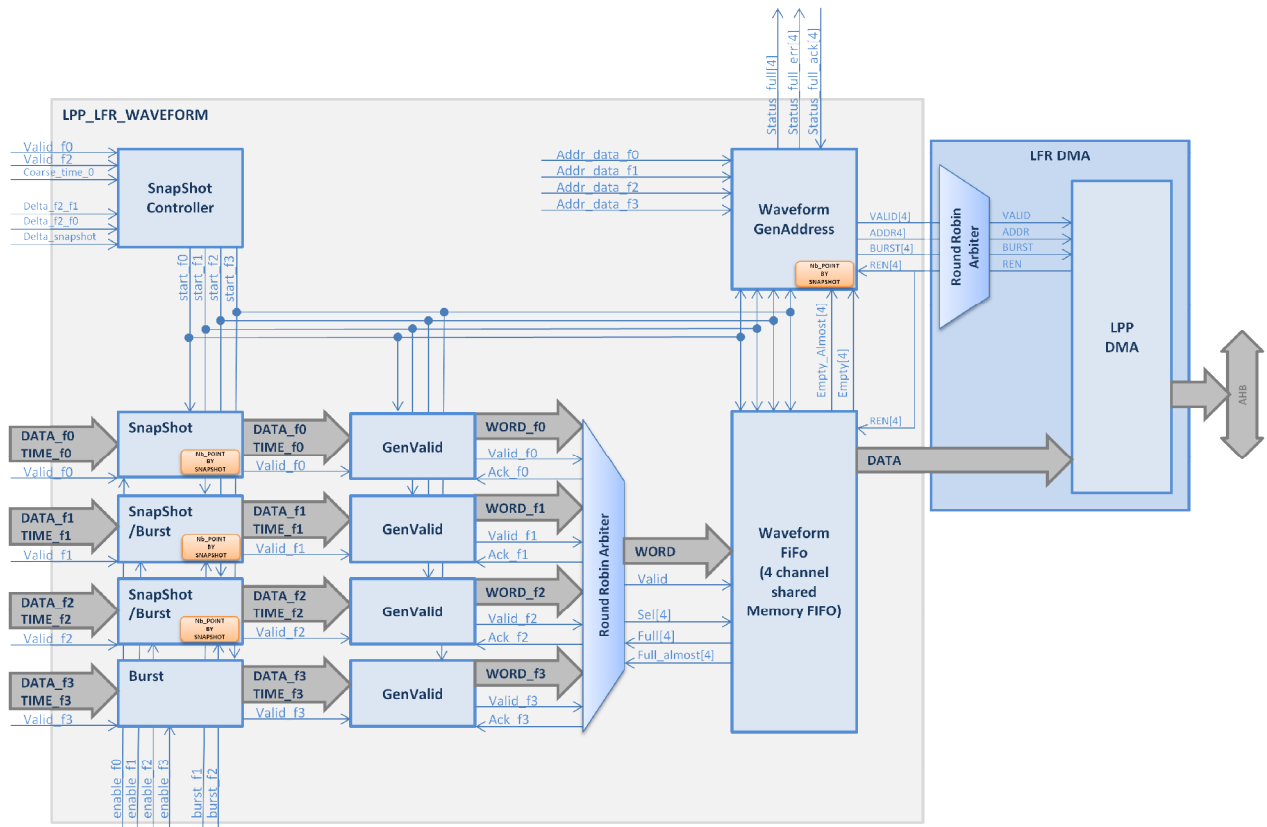 Status_full[4]
Status_full_err[4]
Status_full_ack[4]
LPP_LFR_WAVEFORM
Valid_f0
Valid_f2
Coarse_time_0
Delta_f2_f1
Delta_f2_f0
Delta_snapshot
SnapShot
Controller
start_f0
start_f1
start_f2
start_f3
Addr_data_f0
Addr_data_f1
Addr_data_f2
Addr_data_f3
Waveform
GenAddress
Nb_POINT
BY
SNAPSHOT
VALID[4]
ADDR4]
BURST[4]
REN[4]
LFR DMA
Round Robin
Arbiter
VALID
ADDR
BURST
REN
LPP
DMA
AHB
Empty_Almost[4]
Empty[4]
REN[4]
DATA
DATA_f0
TIME_f0
Valid_f0
SnapShot
Nb_POINT
BY
SNAPSHOT
DATA_f0
TIME_f0
Valid_f0
GenValid
WORD_f0
Valid_f0
Ack_f0
DATA_f1
TIME_f1
Valid_f1
SnapShot
/Burst
Nb_POINT
BY
SNAPSHOT
DATA_f1
TIME_f1
Valid_f1
GenValid
WORD_f1
Valid_f1
Ack_f1
DATA_f2
TIME_f2
Valid_f2
SnapShot
/Burst
Nb_POINT
BY
SNAPSHOT
DATA_f2
TIME_f2
Valid_f2
GenValid
WORD_f2
Valid_f2
Ack_f2
DATA_f3
TIME_f3
Valid_f3
Burst
DATA_f3
TIME_f3
Valid_f3
GenValid
WORD_f3
Valid_f3
Ack_f3
Round Robin Arbiter
WORD
Valid
Sel[4]
Full[4]
Full_almost[4]
Waveform
FiFo
(4 channel
shared
Memory FIFO)
enable_f0
enable_f1
enable_f2
enable_f3
burst_f1
burst_f2